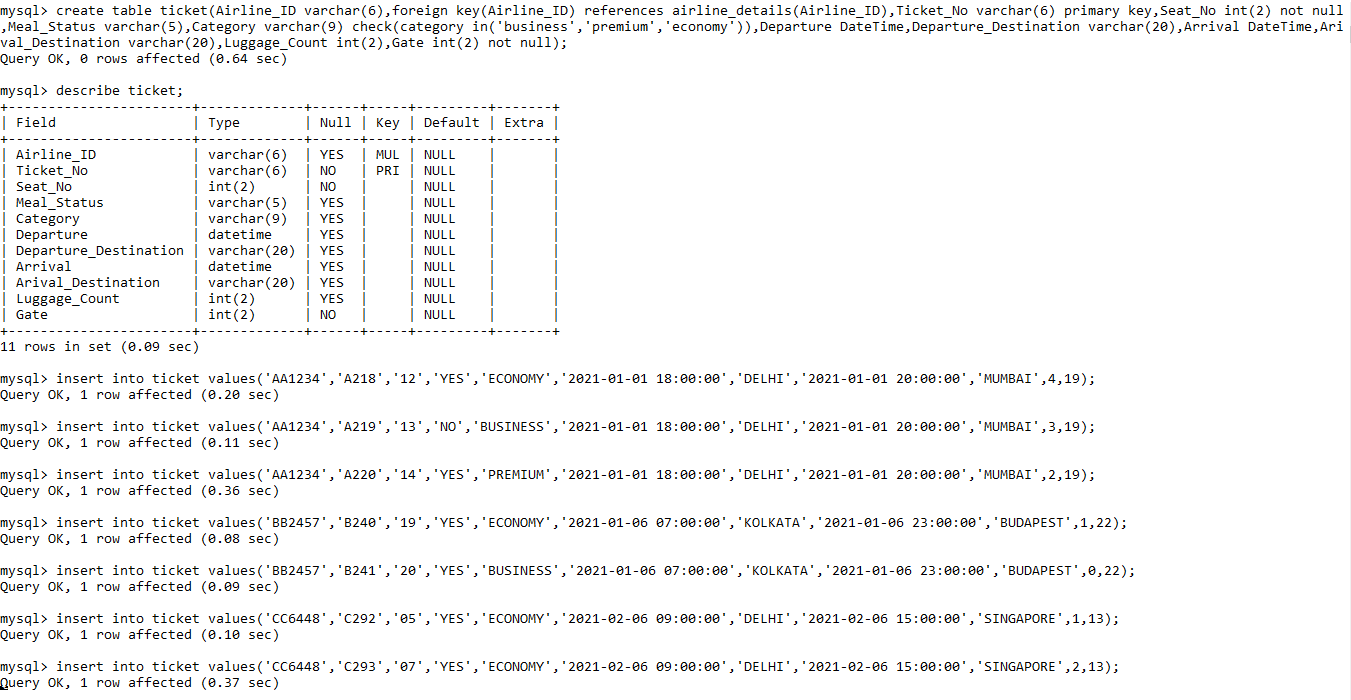 mysql> create table ticket(Airline_ID varchar(6),foreign key(Airline_ID) references airline_details(Airline_ID),Ticket_No varchar(6) primary key,Seat_No int(2) not null
,Meal_Status varchar(5),Category varchar(9) check(category in('business','premium','economy')),Departure DateTime,Departure_Destination varchar(20),Arrival DateTime,Ari
val_Destination varchar(20),Luggage_Count int(2),Gate int(2) not null);
Query OK, 0 rows affected (0.64 sec)
mysql> describe ticket;
+-----------------------+-------------+------+-----+---------+-------+
| Field                 | Type        | Null | Key | Default | Extra |
+-----------------------+-------------+------+-----+---------+-------+
| Airline_ID            | varchar(6)  | YES  | MUL | NULL    |       |
| Ticket_No             | varchar(6)  | NO   | PRI | NULL    |       |
| Seat_No               | int(2)      | NO   |     | NULL    |       |
| Meal_Status           | varchar(5)  | YES  |     | NULL    |       |
| Category              | varchar(9)  | YES  |     | NULL    |       |
| Departure             | datetime    | YES  |     | NULL    |       |
| Departure_Destination | varchar(20) | YES  |     | NULL    |       |
| Arrival               | datetime    | YES  |     | NULL    |       |
| Arival_Destination    | varchar(20) | YES  |     | NULL    |       |
| Luggage_Count         | int(2)      | YES  |     | NULL    |       |
| Gate                  | int(2)      | NO   |     | NULL    |       |
+-----------------------+-------------+------+-----+---------+-------+
11 rows in set (0.09 sec)
mysql> insert into ticket values('AA1234','A218','12','YES','ECONOMY','2021-01-01 18:00:00','DELHI','2021-01-01 20:00:00','MUMBAI',4,19);
Query OK, 1 row affected (0.20 sec)
mysql> insert into ticket values('AA1234','A219','13','NO','BUSINESS','2021-01-01 18:00:00','DELHI','2021-01-01 20:00:00','MUMBAI',3,19);
Query OK, 1 row affected (0.11 sec)
mysql> insert into ticket values('AA1234','A220','14','YES','PREMIUM','2021-01-01 18:00:00','DELHI','2021-01-01 20:00:00','MUMBAI',2,19);
Query OK, 1 row affected (0.36 sec)
mysql> insert into ticket values('BB2457','B240','19','YES','ECONOMY','2021-01-06 07:00:00','KOLKATA','2021-01-06 23:00:00','BUDAPEST',1,22);
Query OK, 1 row affected (0.08 sec)
mysql> insert into ticket values('BB2457','B241','20','YES','BUSINESS','2021-01-06 07:00:00','KOLKATA','2021-01-06 23:00:00','BUDAPEST',0,22);
Query OK, 1 row affected (0.09 sec)
mysql> insert into ticket values('CC6448','C292','05','YES','ECONOMY','2021-02-06 09:00:00','DELHI','2021-02-06 15:00:00','SINGAPORE',1,13);
Query OK, 1 row affected (0.10 sec)
mysql> insert into ticket values('CC6448','C293','07','YES','ECONOMY','2021-02-06 09:00:00','DELHI','2021-02-06 15:00:00','SINGAPORE',2,13);
Query OK, 1 row affected (0.37 sec)